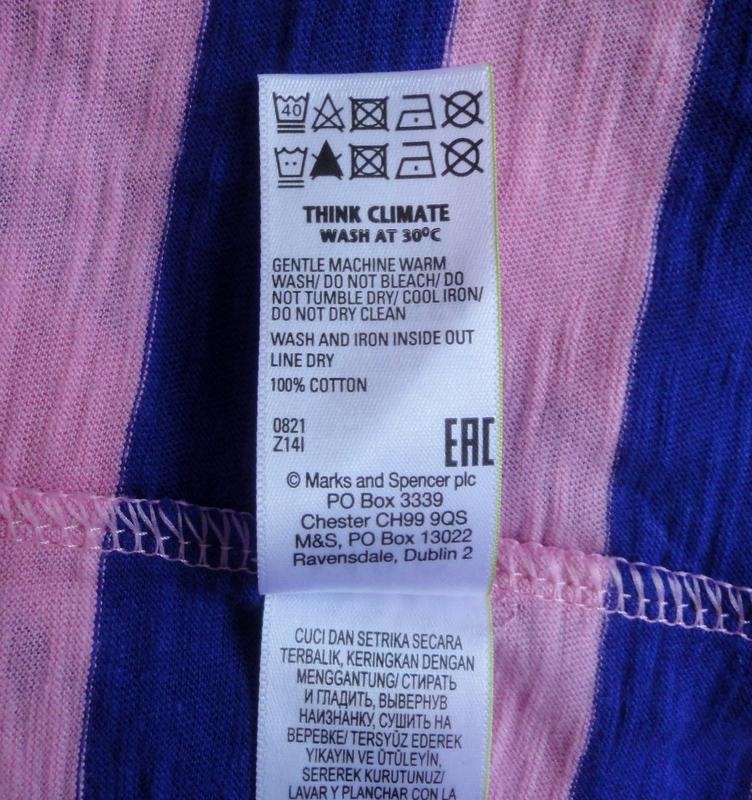 40
THINK CLIMATE
WASH AT 30ºC
GENTLE MACHINE WARM
WASH/ DO NOT BLEACH/ DO
NOT TUMBLE DRY/ COOL IRON/
DO NOT DRY CLEAN
WASH AND IRON INSIDE OUT
LINE DRY
100% COTTON
0821
Z14I
EAC
© Marks and Spencer plc
PO Box 3339
Chester CH99 9QS
M&S, PO Box 13022
Ravensdale, Dublin 2
CUCI DAN SETRIKA SECARA
TERBALIK, KERINGKAN DENGAN
MENGGANTUNG/ СТИРАТЬ
И ГЛАДИТЬ, ВЫВЕРНУВ
НАИЗНАНКУ, СУШИТЬ НА
ВЕРЕВКЕ/ TERSYÜZ EDEREK
YIKAYIN VE ÜTÜLEYİN,
SEREREK KURUTUNUZ/
LAVAR Y PLANCHAR CON LA